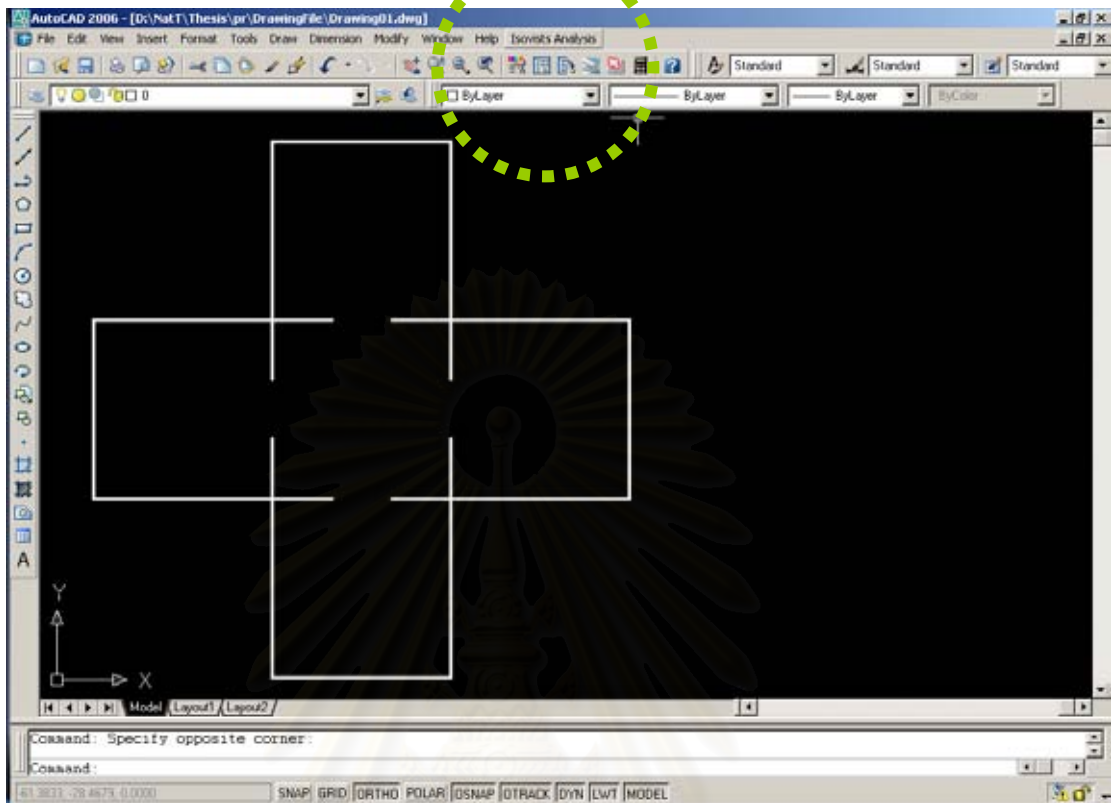 AutoCAD 2006 - [D:\NatT\Thesis\pr\DrawingFile\Drawing01.dwg]
File Edit View Insert Format Tools Draw Dimension Modify Window Help Isovists Analysis
Standard Standard Standard
0 ByLayer ByLayer ByLayer ByColor
A
Y
X
Model Layout1 Layout2
Command: Specify opposite corner:
Command:
SNAP GRID ORTHO POLAR OSNAP OTRACK DYN LWT MODEL